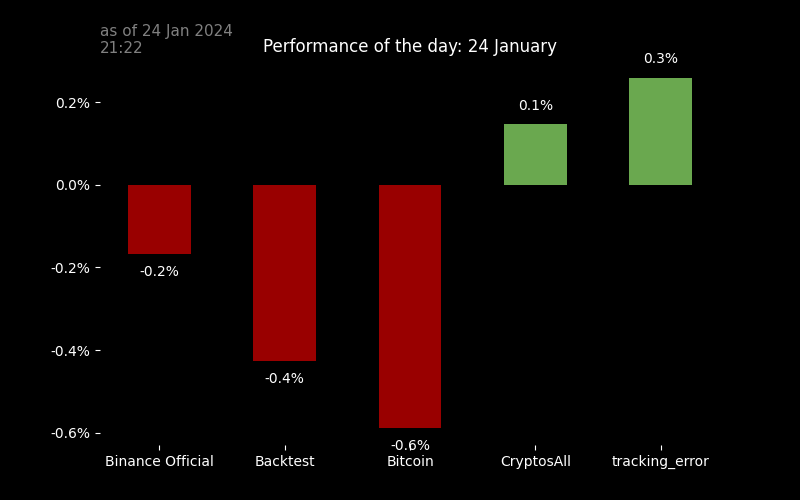 as of 24 Jan 2024
21:22
Performance of the day: 24 January
0.3%
0.2%
0.1%
0.0%
-0.2%
-0.2%
-0.4%
-0.4%
-0.6%
-0.6%
Binance Official
Backtest
Bitcoin
CryptosAll
tracking_error